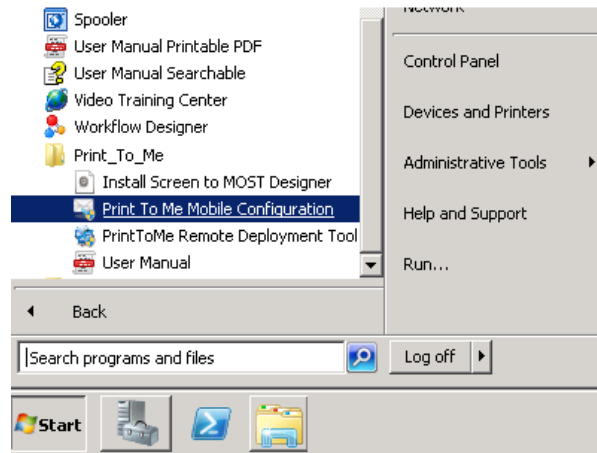 Spooler
User Manual Printable PDF
User Manual Searchable
Video Training Center
Workflow Designer
Print_To_Me
Install Screen to MOST Designer
Print To Me Mobile Configuration
PrintToMe Remote Deployment Tool
User Manual
Back
Search programs and files
Network
Control Panel
Devices and Printers
Administrative Tools
Help and Support
Run...
Log off
Start